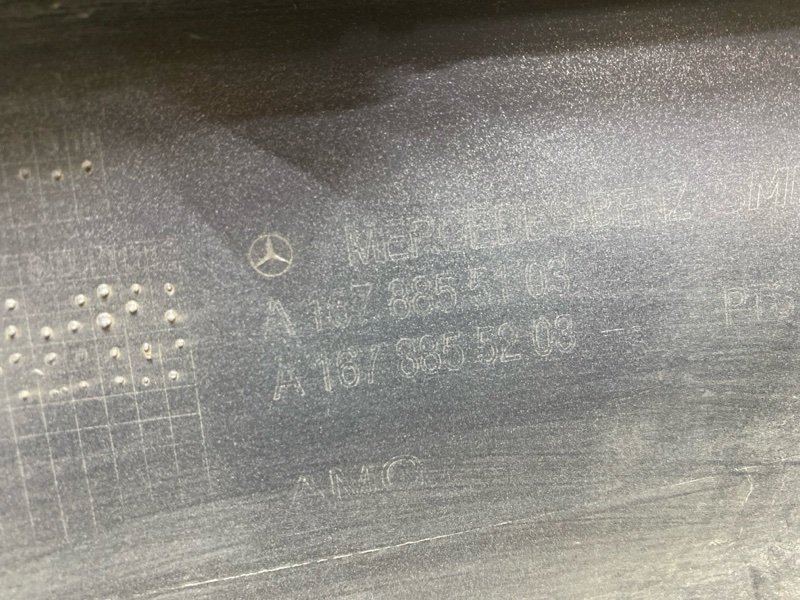 MERCEDES-BENZ
A 167 885 51 03
A 167 885 52 03 -
AMG